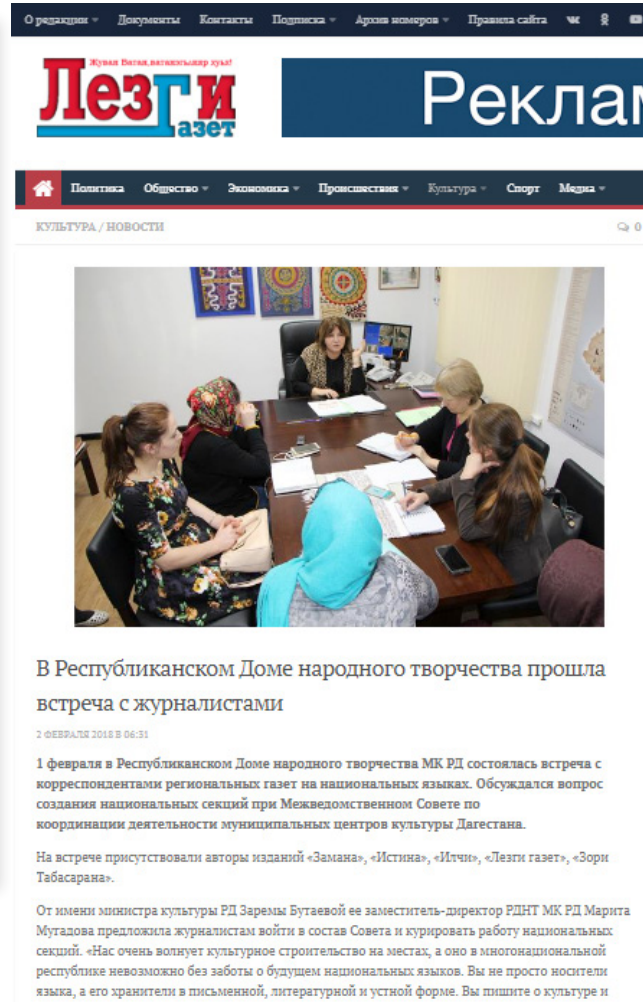 О редакции Документы Контакты Подписка Архив номеров Правила сайта
Жуван Ватан, ватанэгьлияр хуьз!
Лезги
газет
Реклам
Политика Общество Экономика Происшествия Культура Спорт Медиа
КУЛЬТУРА / НОВОСТИ 0
В Республиканском Доме народного творчества прошла
встреча с журналистами
2 ФЕВРАЛЯ 2018 В 06:31
1 февраля в Республиканском Доме народного творчества МК РД состоялась встреча с
корреспондентами региональных газет на национальных языках. Обсуждался вопрос
создания национальных секций при Межведомственном Совете по
координации деятельности муниципальных центров культуры Дагестана.
На встрече присутствовали авторы изданий «Замана», «Истина», «Илчи», «Лезги газет», «Зори
Табасарана».
От имени министра культуры РД Заремы Бутаевой ее заместитель-директор РДНТ МК РД Марита
Мугадова предложила журналистам войти в состав Совета и курировать работу национальных
секций. «Нас очень волнует культурное строительство на местах, а оно в многонациональной
республике невозможно без заботы о будущем национальных языков. Вы не просто носители
языка, а его хранители в письменной, литературной и устной форме. Вы пишите о культуре и